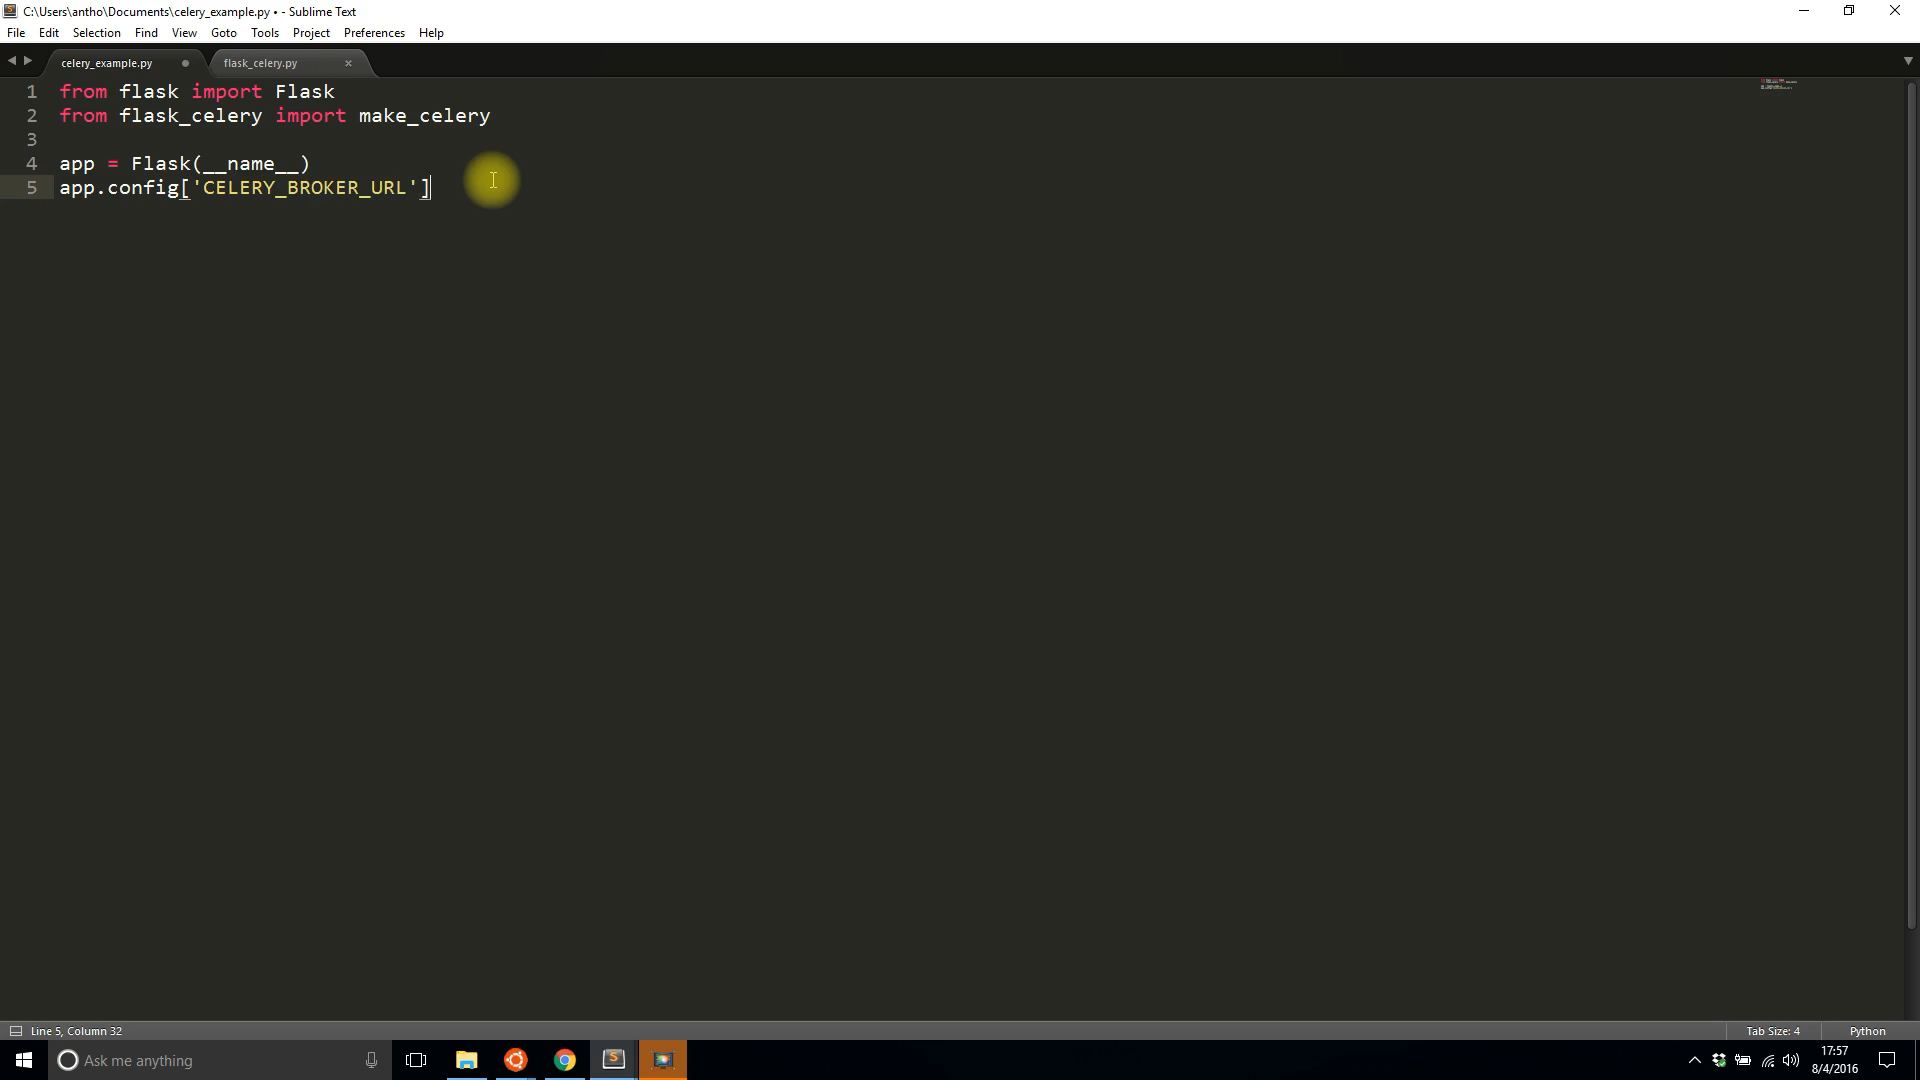 C:\Users\antho\Documents\celery_example.py • - Sublime Text
File Edit Selection Find View Goto Tools Project Preferences Help
celery_example.py flask_celery.py
1 from flask import Flask
2 from flask_celery import make_celery
3
4 app = Flask(__name__)
5 app.config['CELERY_BROKER_URL']
Line 5, Column 32 Tab Size: 4 Python
Ask me anything
17:57
8/4/2016